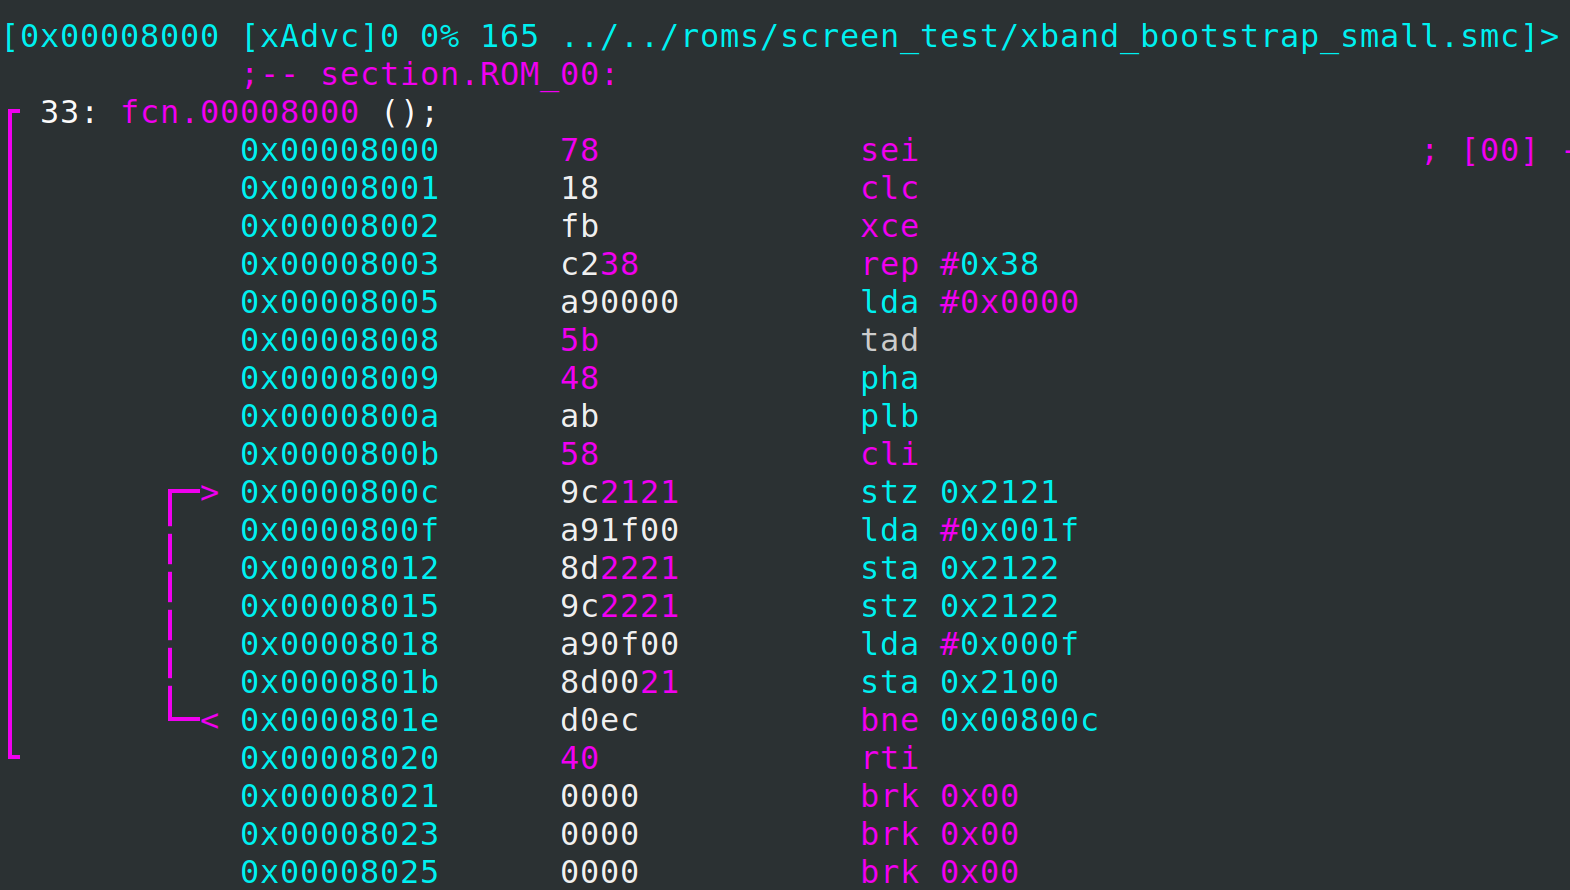 [0x00008000 [xAdvc]0 0% 165 ../../roms/screen_test/xband_bootstrap_small.smc]>
;-- section.ROM_00:
33: fcn.00008000 ();
0x00008000 78 sei ; [00] -
0x00008001 18 clc
0x00008002 fb xce
0x00008003 c238 rep #0x38
0x00008005 a90000 lda #0x0000
0x00008008 5b tad
0x00008009 48 pha
0x0000800a ab plb
0x0000800b 58 cli
> 0x0000800c 9c2121 stz 0x2121
0x0000800f a91f00 lda #0x001f
0x00008012 8d2221 sta 0x2122
0x00008015 9c2221 stz 0x2122
0x00008018 a90f00 lda #0x000f
0x0000801b 8d0021 sta 0x2100
< 0x0000801e d0ec bne 0x00800c
0x00008020 40 rti
0x00008021 0000 brk 0x00
0x00008023 0000 brk 0x00
0x00008025 0000 brk 0x00